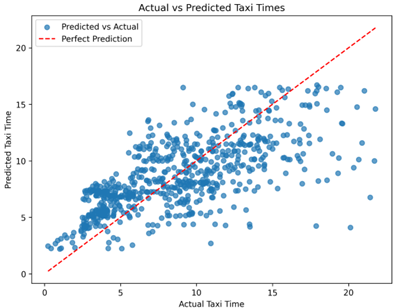 Actual vs Predicted Taxi Times
Predicted vs Actual
Perfect Prediction
20
15
10
5
0
Predicted Taxi Time
0 5 10 15 20
Actual Taxi Time